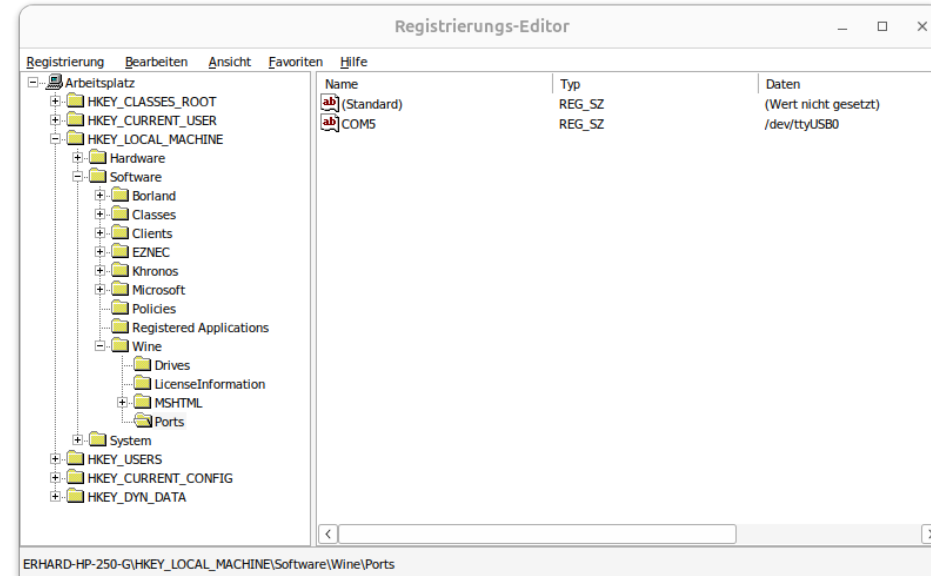 Registrierungs-Editor
Registrierung Bearbeiten Ansicht Favoriten Hilfe
Arbeitsplatz
HKEY_CLASSES_ROOT
HKEY_CURRENT_USER
HKEY_LOCAL_MACHINE
Hardware
Software
Borland
Classes
Clients
EZNEC
Khronos
Microsoft
Policies
Registered Applications
Wine
Drives
LicenseInformation
MSHTML
Ports
System
HKEY_USERS
HKEY_CURRENT_CONFIG
HKEY_DYN_DATA
Name Typ Daten
ab (Standard) REG_SZ (Wert nicht gesetzt)
ab COM5 REG_SZ /dev/ttyUSB0
ERHARD-HP-250-G\HKEY_LOCAL_MACHINE\Software\Wine\Ports